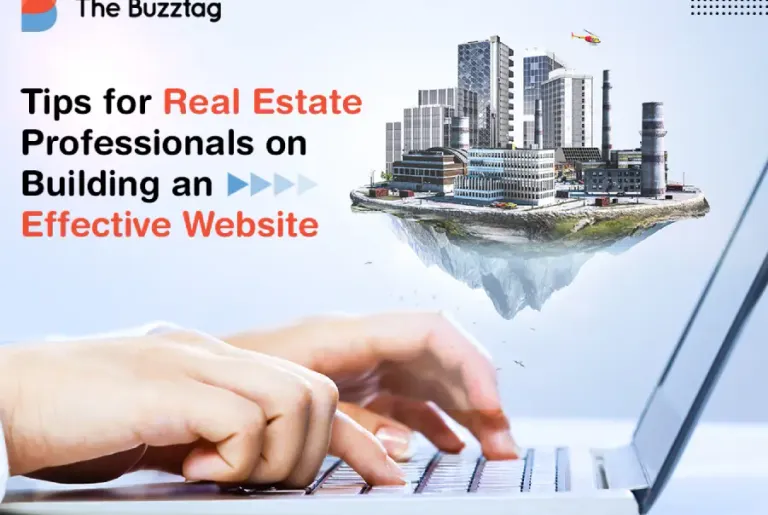 The Buzztag
Tips for Real Estate
Professionals on
Building an
Effective Website